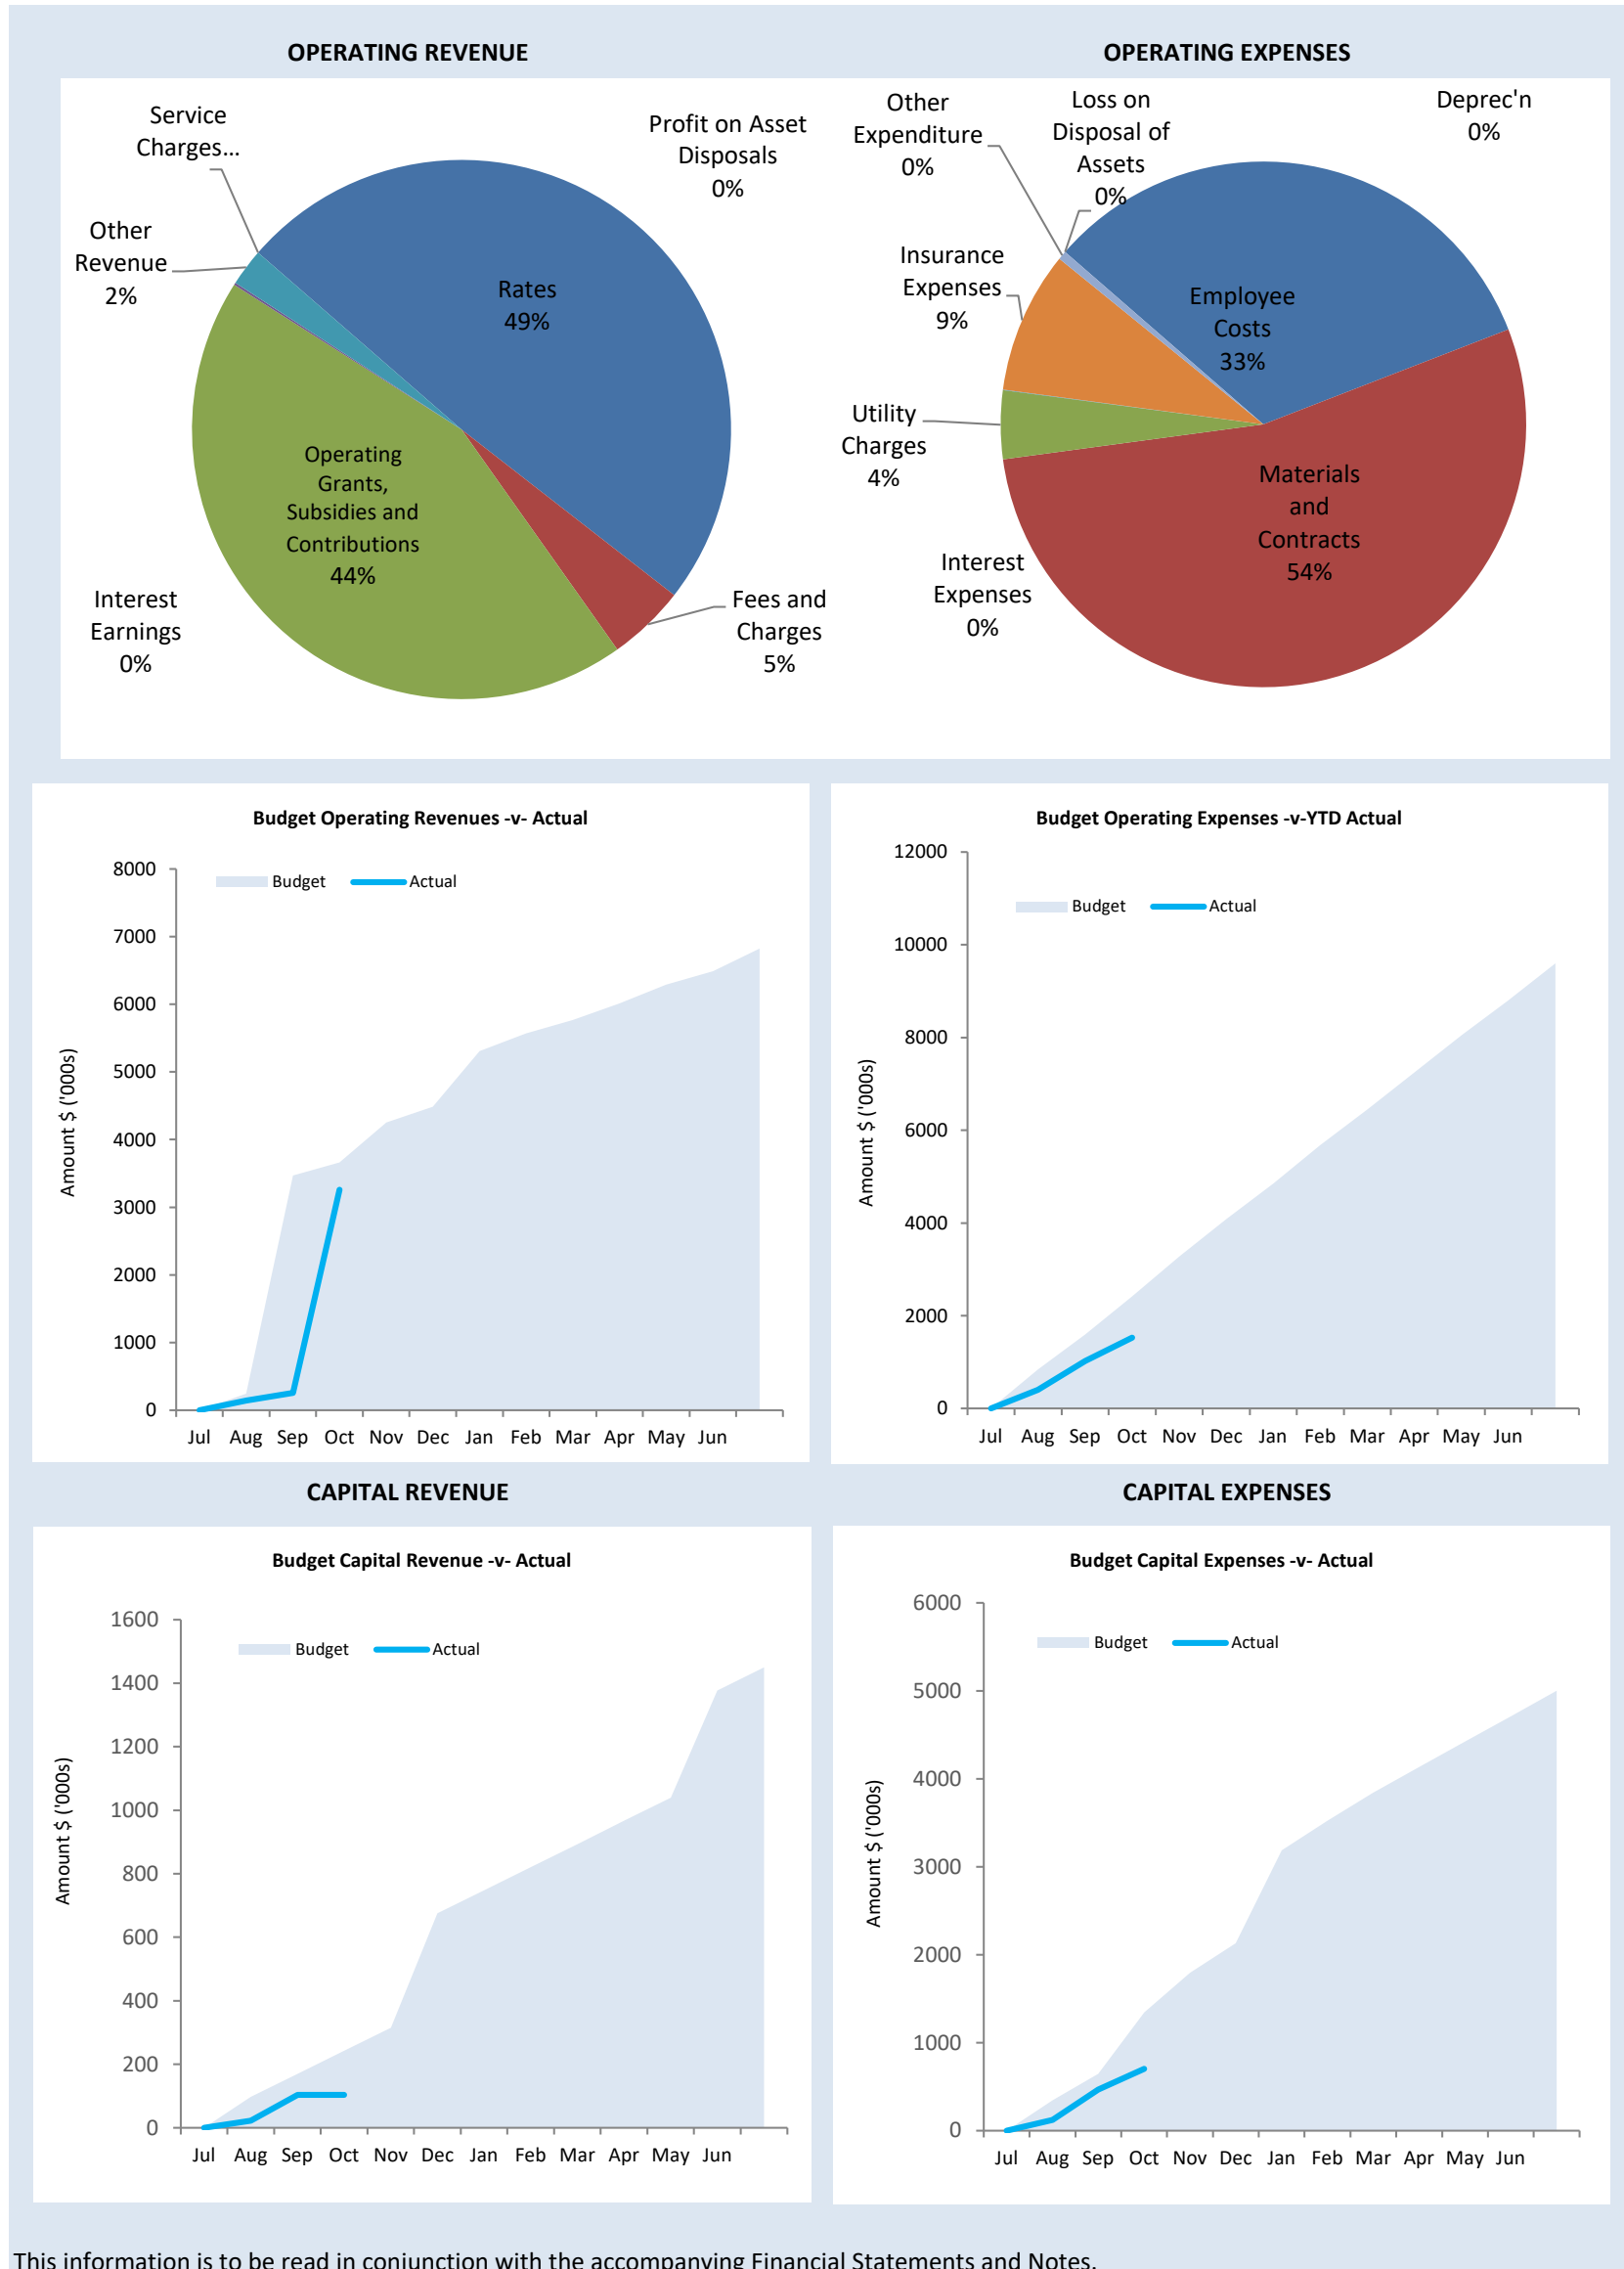 OPERATING REVENUE
OPERATING EXPENSES
Service
Charges...
Profit on Asset
Disposals
0%
Other
Revenue
2%
Rates
49%
Operating
Grants,
Subsidies and
Contributions
44%
Interest
Earnings
0%
Fees and
Charges
5%
Other
Expenditure
0%
Loss on
Disposal of
Assets
0%
Deprec'n
0%
Insurance
Expenses
9%
Employee
Costs
33%
Utility
Charges
4%
Materials
and
Contracts
54%
Interest
Expenses
0%
Budget Operating Revenues -v- Actual
Budget Actual
8000
7000
6000
5000
4000
3000
2000
1000
0
Amount $ ('000s)
Jul Aug Sep Oct Nov Dec Jan Feb Mar Apr May Jun
Budget Operating Expenses -v-YTD Actual
Budget Actual
12000
10000
8000
6000
4000
2000
0
Amount $ ('000s)
Jul Aug Sep Oct Nov Dec Jan Feb Mar Apr May Jun
CAPITAL REVENUE
CAPITAL EXPENSES
Budget Capital Revenue -v- Actual
Budget Actual
1600
1400
1200
1000
800
600
400
200
0
Amount $ ('000s)
Jul Aug Sep Oct Nov Dec Jan Feb Mar Apr May Jun
Budget Capital Expenses -v- Actual
Budget Actual
6000
5000
4000
3000
2000
1000
0
Amount $ ('000s)
Jul Aug Sep Oct Nov Dec Jan Feb Mar Apr May Jun
This information is to be read in conjunction with the accompanying Financial Statements and Notes.